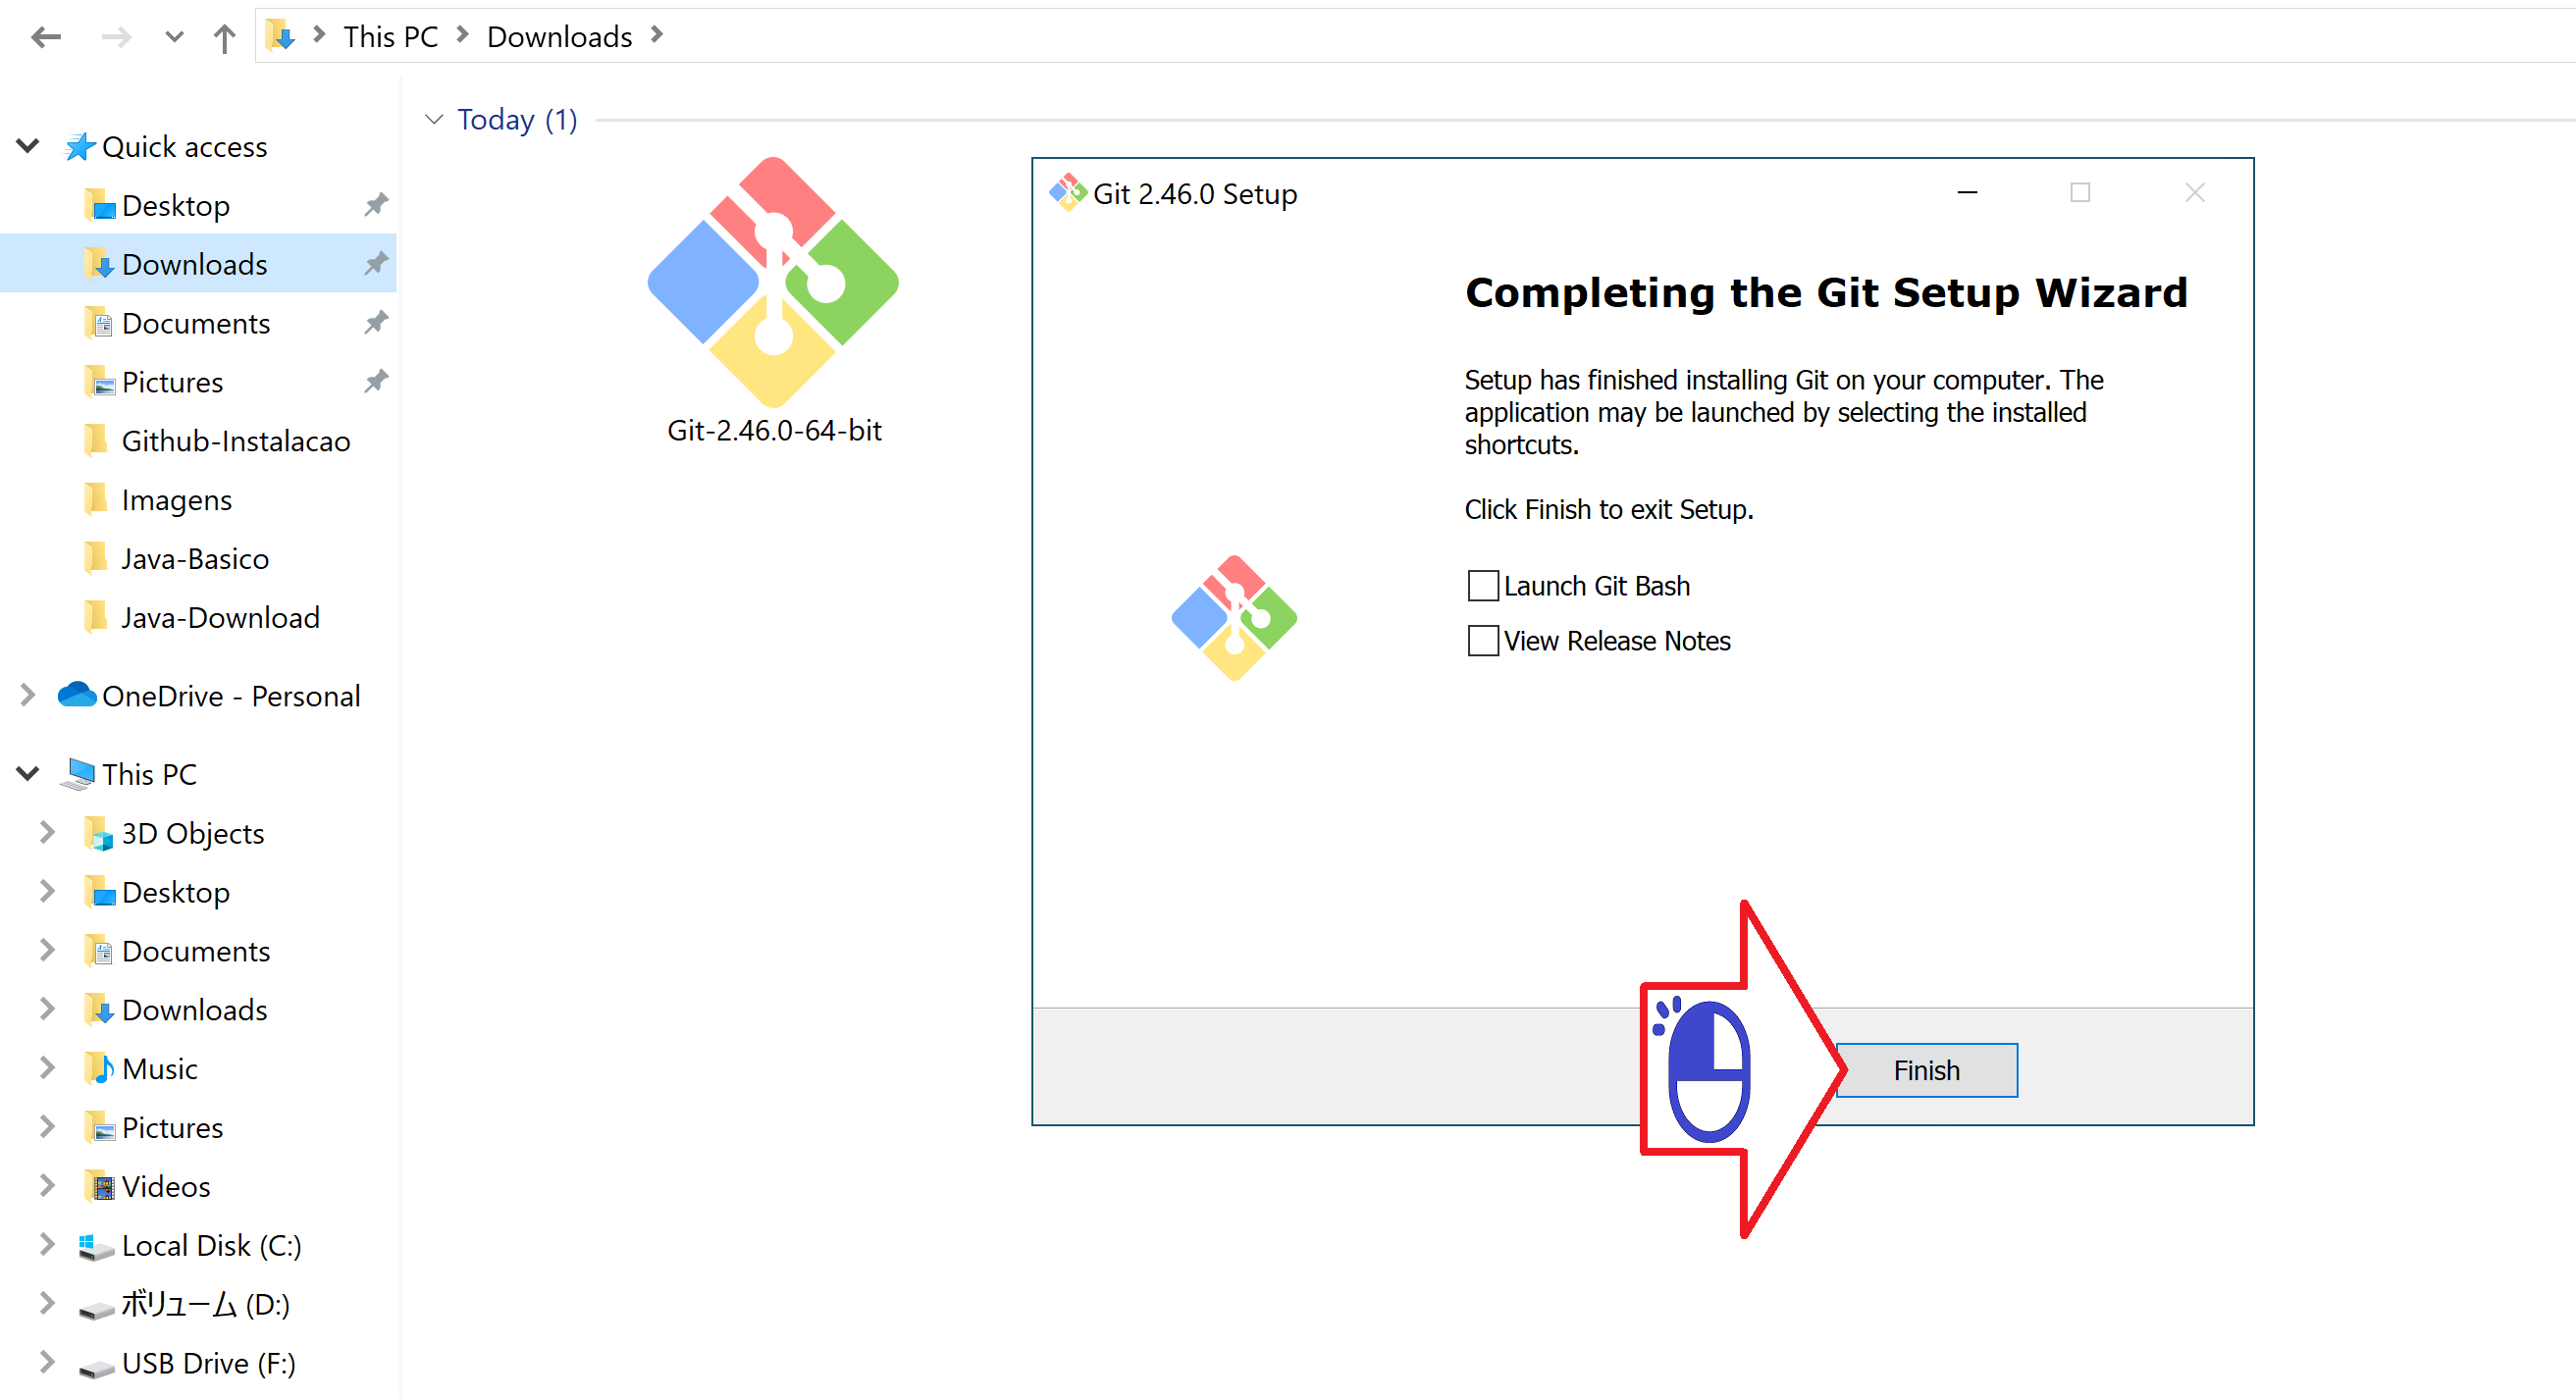 This PC > Downloads >
Today (1)
Quick access
Desktop
Downloads
Documents
Pictures
Github-Instalacao
Imagens
Java-Basico
Java-Download
OneDrive - Personal
This PC
3D Objects
Desktop
Documents
Downloads
Music
Pictures
Videos
Local Disk (C:)
ボリューム (D:)
USB Drive (F:)
Git-2.46.0-64-bit
Git 2.46.0 Setup
Completing the Git Setup Wizard
Setup has finished installing Git on your computer. The
application may be launched by selecting the installed
shortcuts.
Click Finish to exit Setup.
Launch Git Bash
View Release Notes
Finish